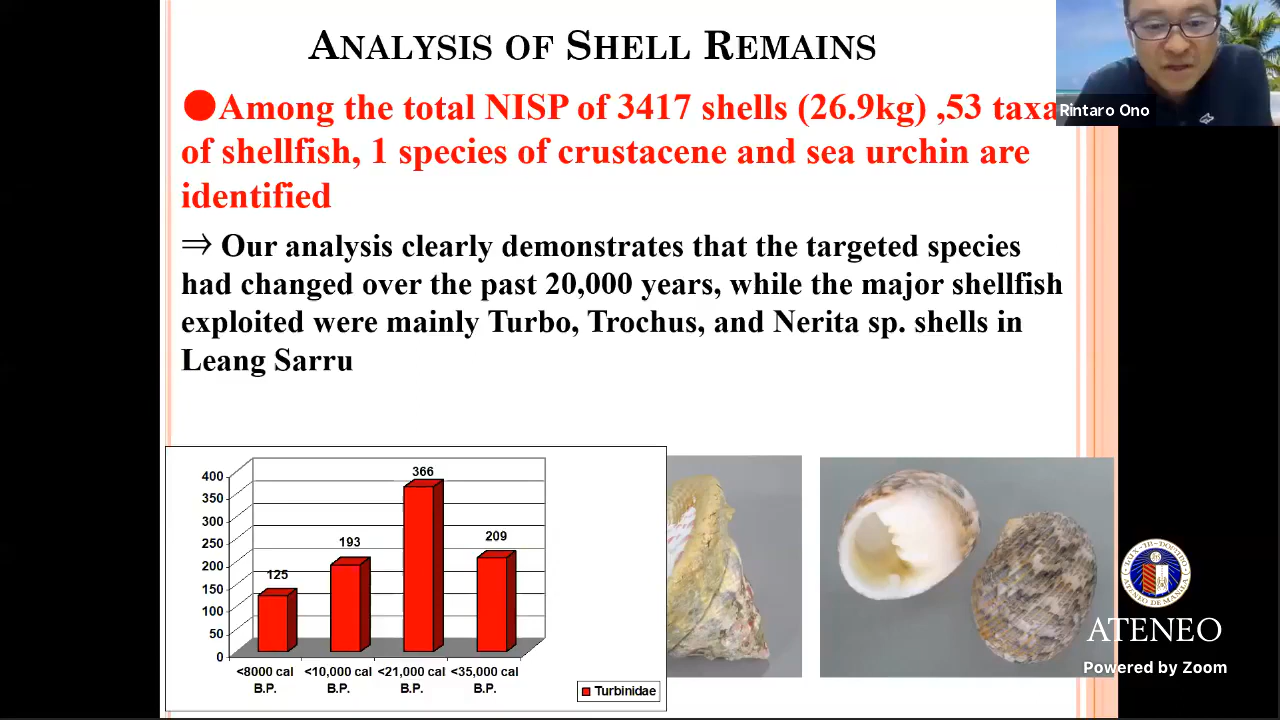 ANALYSIS OF SHELL REMAINS
●Among the total NISP of 3417 shells (26.9kg) ,53 taxa
of shellfish, 1 species of crustacene and sea urchin are
identified
⇒ Our analysis clearly demonstrates that the targeted species
had changed over the past 20,000 years, while the major shellfish
exploited were mainly Turbo, Trochus, and Nerita sp. shells in
Leang Sarru
Rintaro Ono
400
350
300
250
200
150
100
50
0
125
193
366
209
<8000 cal
B.P.
<10,000 cal
B.P.
<21,000 cal
B.P.
<35,000 cal
B.P.
Turbinidae
ATENEO
Powered by Zoom